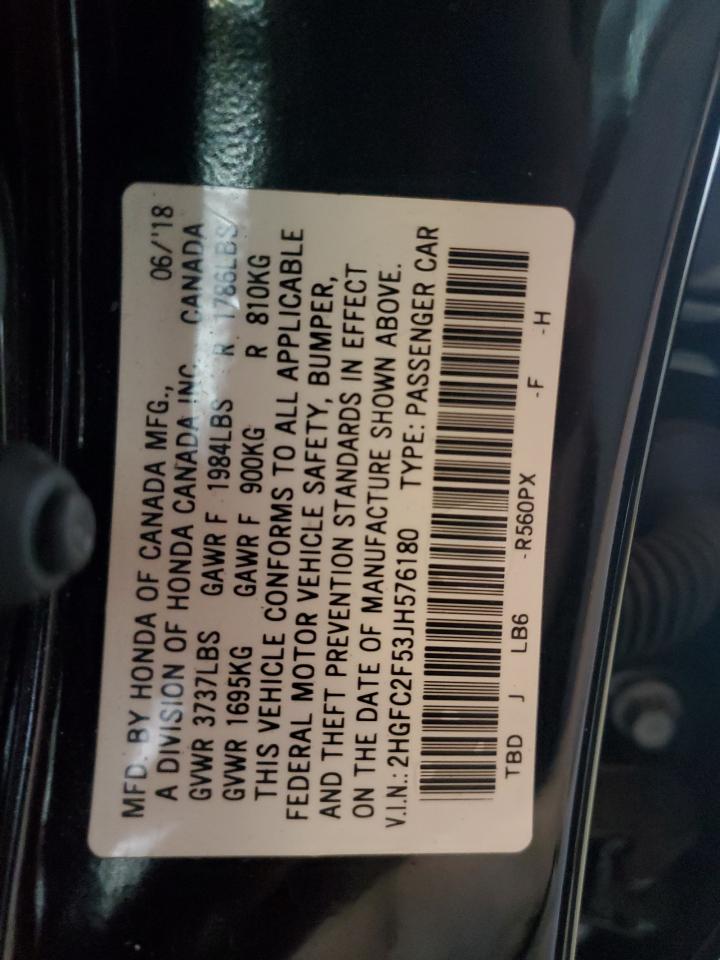 MFD. BY HONDA OF CANADA MFG., 06/'18
A DIVISION OF HONDA CANADA INC. CANADA
GVWR 3737LBS GAWR F 1984LBS R 1786LBS/
GVWR 1695KG GAWR F 900KG R 810KG
THIS VEHICLE CONFORMS TO ALL APPLICABLE
FEDERAL MOTOR VEHICLE SAFETY, BUMPER,
AND THEFT PREVENTION STANDARDS IN EFFECT
ON THE DATE OF MANUFACTURE SHOWN ABOVE.
V.I.N.: 2HGFC2F53JH576180 TYPE: PASSENGER CAR
TBD J LB6 -R560PX -F -H